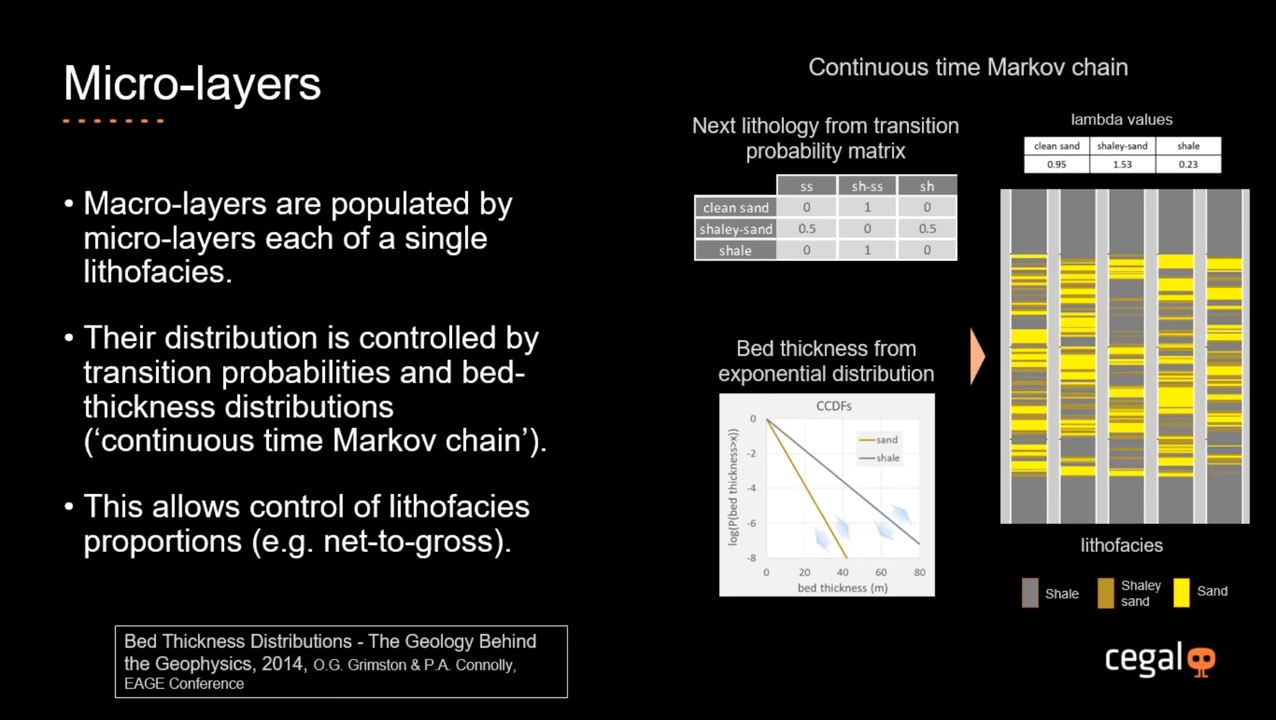 Micro-layers
• Macro-layers are populated by
micro-layers each of a single
lithofacies.
• Their distribution is controlled by
transition probabilities and bed-
thickness distributions
(‘continuous time Markov chain’).
• This allows control of lithofacies
proportions (e.g. net-to-gross).
Bed Thickness Distributions - The Geology Behind
the Geophysics, 2014, O.G. Grimston & P.A. Connolly,
EAGE Conference
Continuous time Markov chain
Next lithology from transition
probability matrix
ss sh-ss sh
clean sand 0 1 0
shaley-sand 0.5 0 0.5
shale 0 1 0
Bed thickness from
exponential distribution
CCDFs
log(P(bed thickness>x))
0
-2
-4
-6
-8
sand
shale
0 20 40 60 80
bed thickness (m)
lambda values
clean sand shaley-sand shale
0.95 1.53 0.23
lithofacies
Shale
Shaley
sand
Sand
cegal